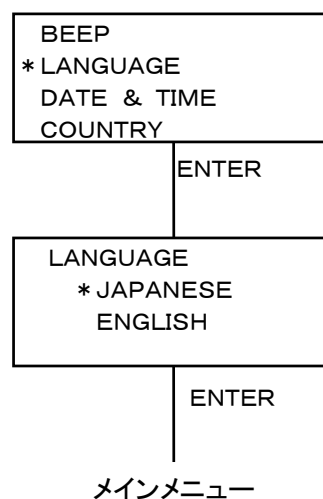 BEEP
*LANGUAGE
DATE & TIME
COUNTRY
ENTER
LANGUAGE
*JAPANESE
ENGLISH
ENTER
メインメニュー